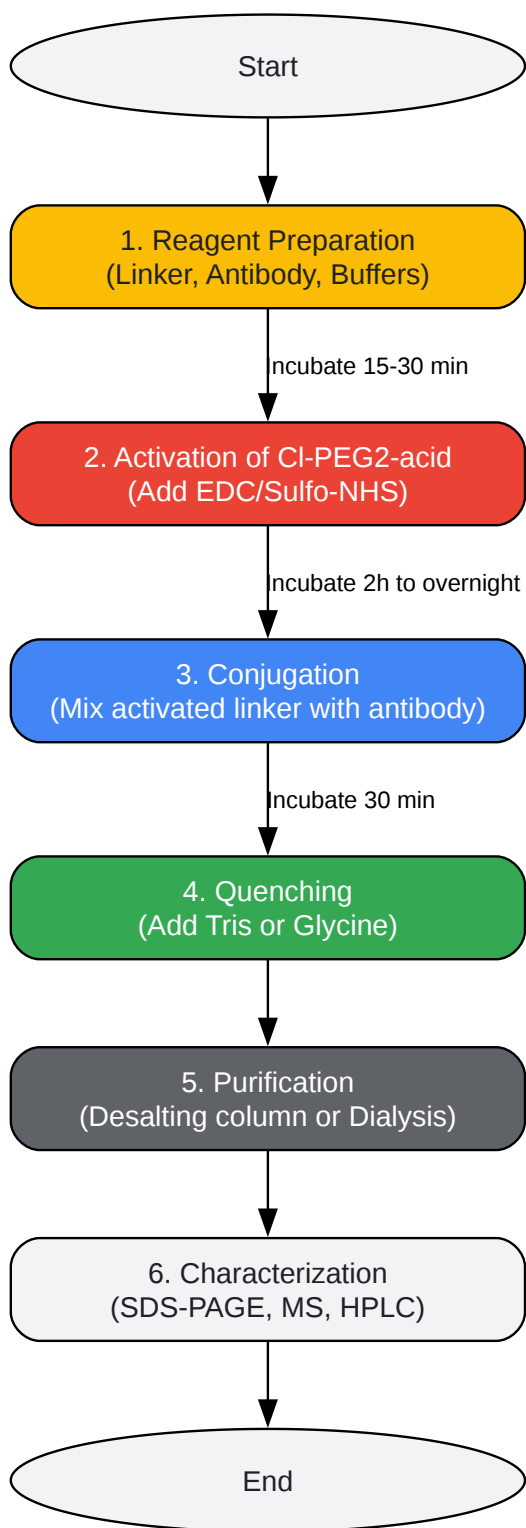 Start
1. Reagent Preparation
(Linker, Antibody, Buffers)
Incubate 15-30 min
2. Activation of Cl-PEG2-acid
(Add EDC/Sulfo-NHS)
Incubate 2h to overnight
3. Conjugation
(Mix activated linker with antibody)
Incubate 30 min
4. Quenching
(Add Tris or Glycine)
5. Purification
(Desalting column or Dialysis)
6. Characterization
(SDS-PAGE, MS, HPLC)
End